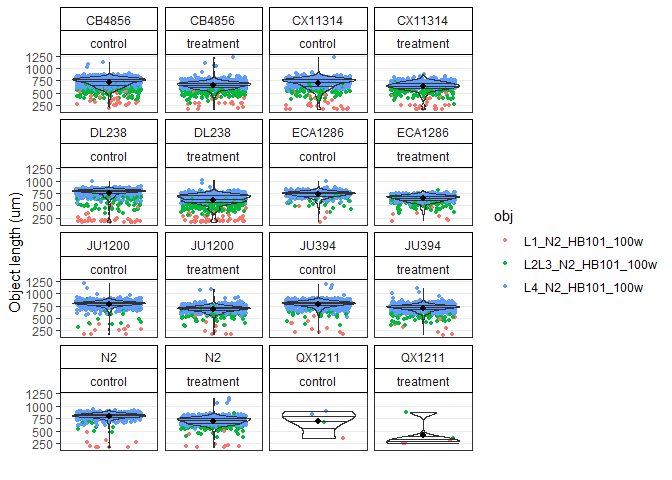 CB4856 CB4856 CX11314 CX11314
control treatment control treatment
1250
1000
750
500
250
DL238 DL238 ECA1286 ECA1286
control treatment control treatment
1250
1000
750
500
250
Object length (um)
obj
L1_N2_HB101_100w
L2L3_N2_HB101_100w
L4_N2_HB101_100w
JU1200 JU1200 JU394 JU394
control treatment control treatment
1250
1000
750
500
250
N2 N2 QX1211 QX1211
control treatment control treatment
1250
1000
750
500
250